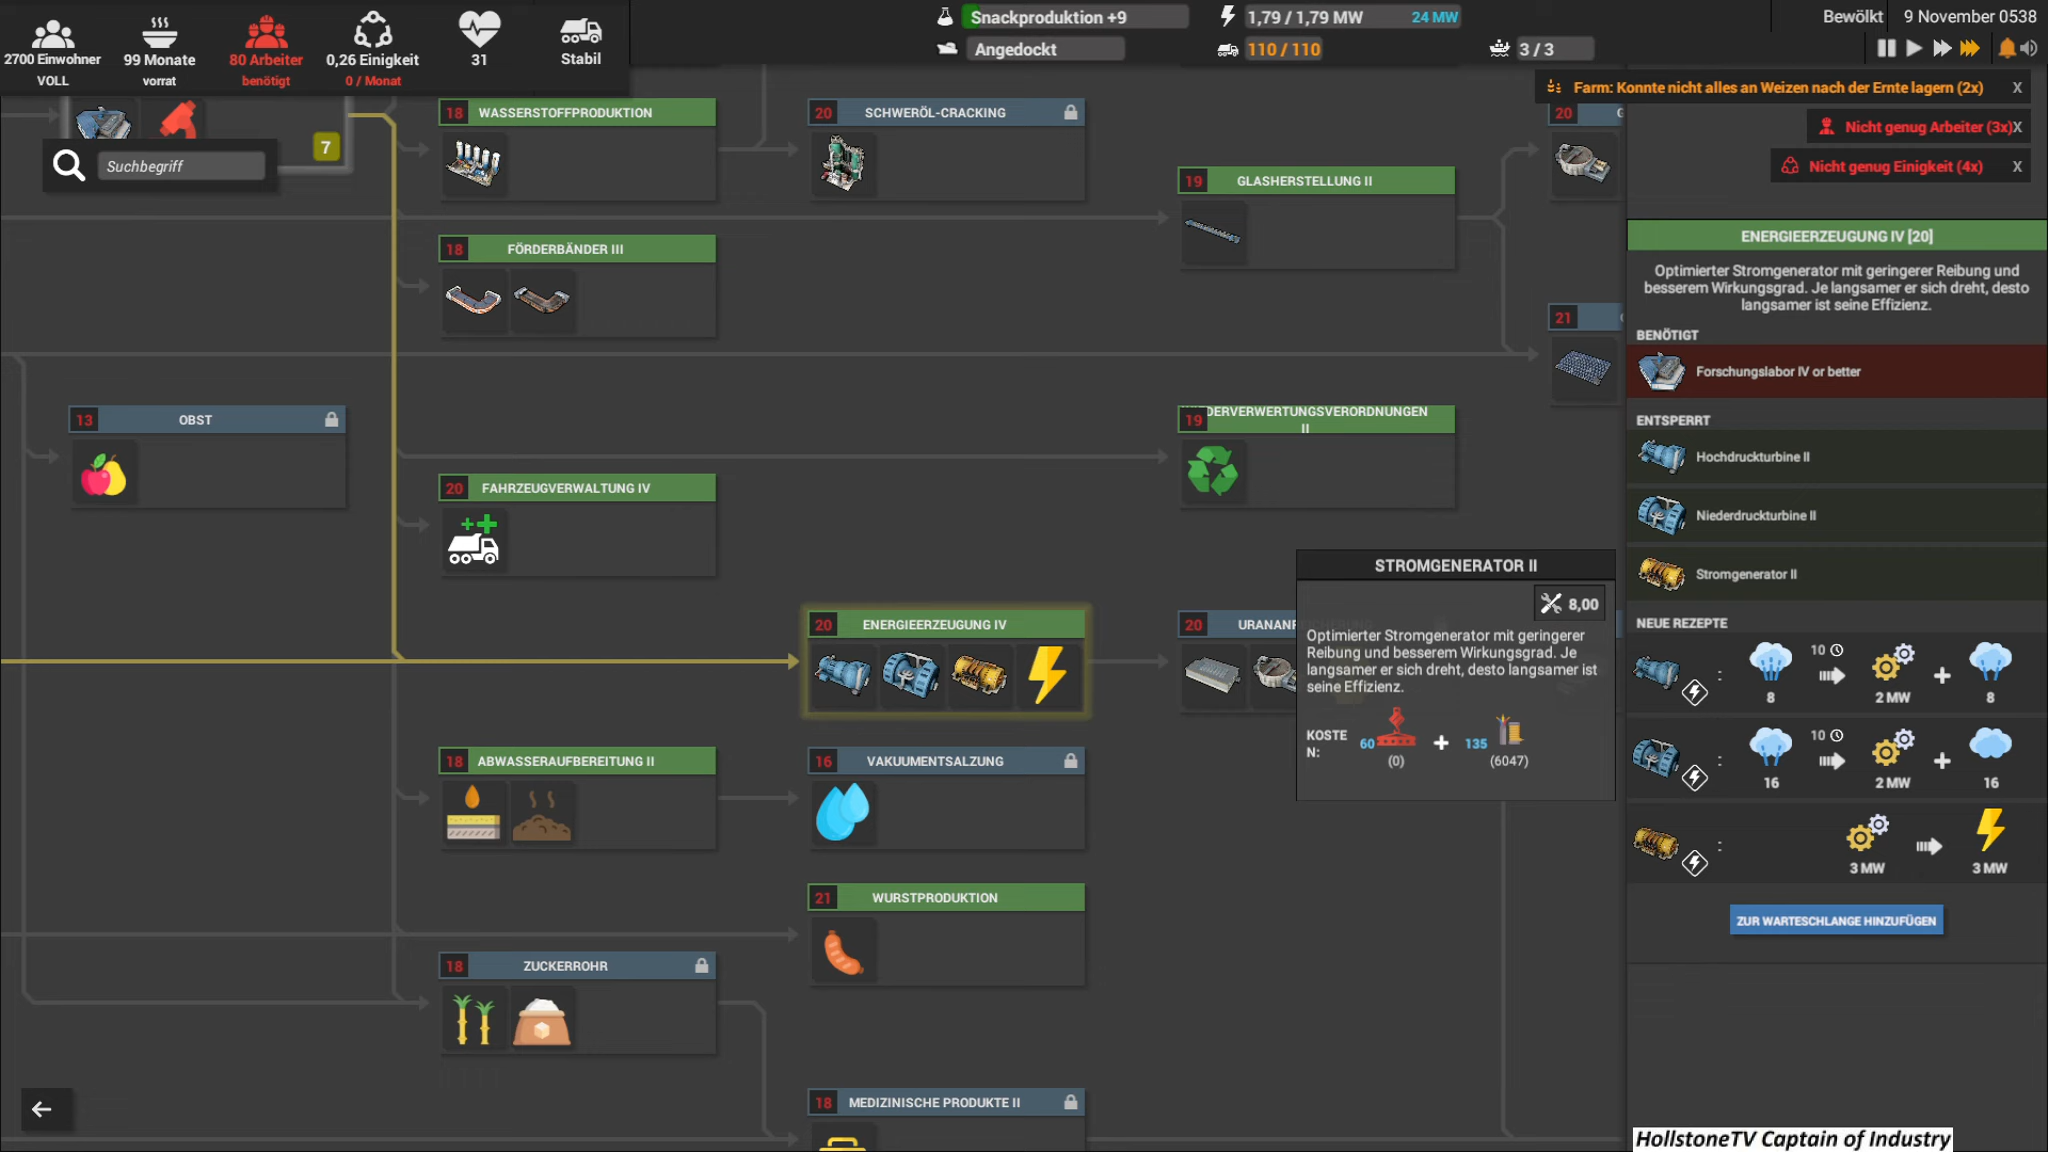 2700 Einwohner
VOLL
99 Monate
vorrat
80 Arbeiter
benötigt
0,26 Einigkeit
0 / Monat
31
Stabil
Snackproduktion +9
Angedockt
1,79 / 1,79 MW
24 MW
110 / 110
3 / 3
Bewölkt
9 November 0538
Farm: Konnte nicht alles an Weizen nach der Ernte lagern (2x)
X
Nicht genug Arbeiter (3x)X
Nicht genug Einigkeit (4x)
X
Suchbegriff
7
18 WASSERSTOFFPRODUKTION
20 SCHWERÖL-CRACKING
19 GLASHERSTELLUNG II
20
18 FÖRDERBÄNDER III
21
13 OBST
19
DERVERWERTUNGSVERORDNUNGEN
II
20 FAHRZEUGVERWALTUNG IV
20 ENERGIEERZEUGUNG IV
20
18 ABWASSERAUFBEREITUNG II
16 VAKUUMENTSALZUNG
21 WURSTPRODUKTION
18 ZUCKERROHR
18 MEDIZINISCHE PRODUKTE II
STROMGENERATOR II
8,00
Optimierter Stromgenerator mit geringerer
Reibung und besserem Wirkungsgrad. Je
langsamer er sich dreht, desto langsamer ist
seine Effizienz.
KOSTE
N:
60
(0)
+
135
(6047)
ENERGIEERZEUGUNG IV [20]
Optimierter Stromgenerator mit geringerer Reibung und
besserem Wirkungsgrad. Je langsamer er sich dreht, desto
langsamer ist seine Effizienz.
BENÖTIGT
Forschungslabor IV or better
ENTSPERRT
Hochdruckturbine II
Niederdruckturbine II
Stromgenerator II
NEUE REZEPTE
: 8 10 2 MW + 8
: 16 10 2 MW + 16
: 3 MW 3 MW
ZUR WARTESCHLANGE HINZUFÜGEN
HollstoneTV Captain of Industry